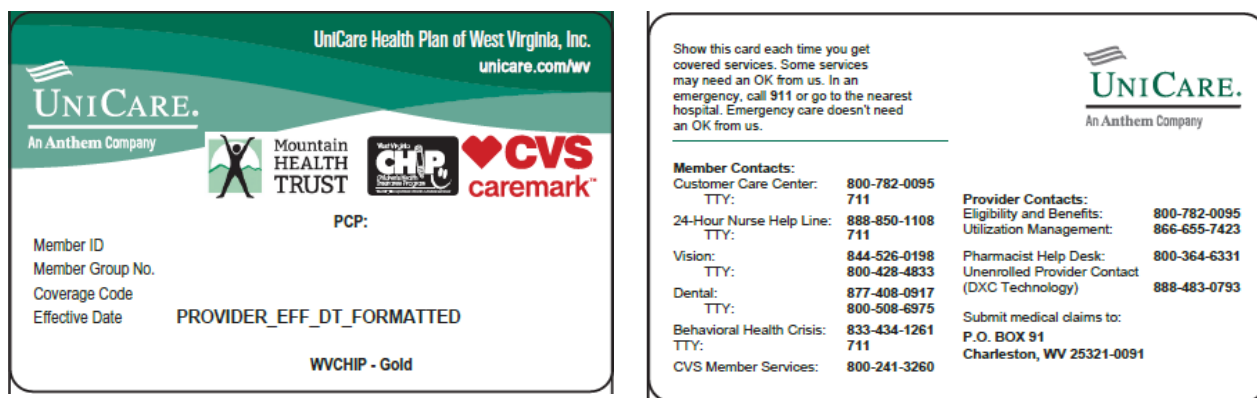 UniCare Health Plan of West Virginia, Inc.
unicare.com/wv
UNICARE.
An Anthem Company
Mountain
HEALTH
TRUST
West Virginia
CHIP
Children's Health
Insurance Program
CVS
caremark™
PCP:
Member ID
Member Group No.
Coverage Code
Effective Date PROVIDER_EFF_DT_FORMATTED
WVCHIP - Gold
Show this card each time you get
covered services. Some services
may need an OK from us. In an
emergency, call 911 or go to the nearest
hospital. Emergency care doesn't need
an OK from us.
UNICARE.
An Anthem Company
Member Contacts:
Customer Care Center: 800-782-0095
TTY: 711
24-Hour Nurse Help Line: 888-850-1108
TTY: 711
Vision: 844-526-0198
TTY: 800-428-4833
Dental: 877-408-0917
TTY: 800-508-6975
Behavioral Health Crisis: 833-434-1261
TTY: 711
CVS Member Services: 800-241-3260
Provider Contacts:
Eligibility and Benefits: 800-782-0095
Utilization Management: 866-655-7423
Pharmacist Help Desk: 800-364-6331
Unenrolled Provider Contact
(DXC Technology) 888-483-0793
Submit medical claims to:
P.O. BOX 91
Charleston, WV 25321-0091